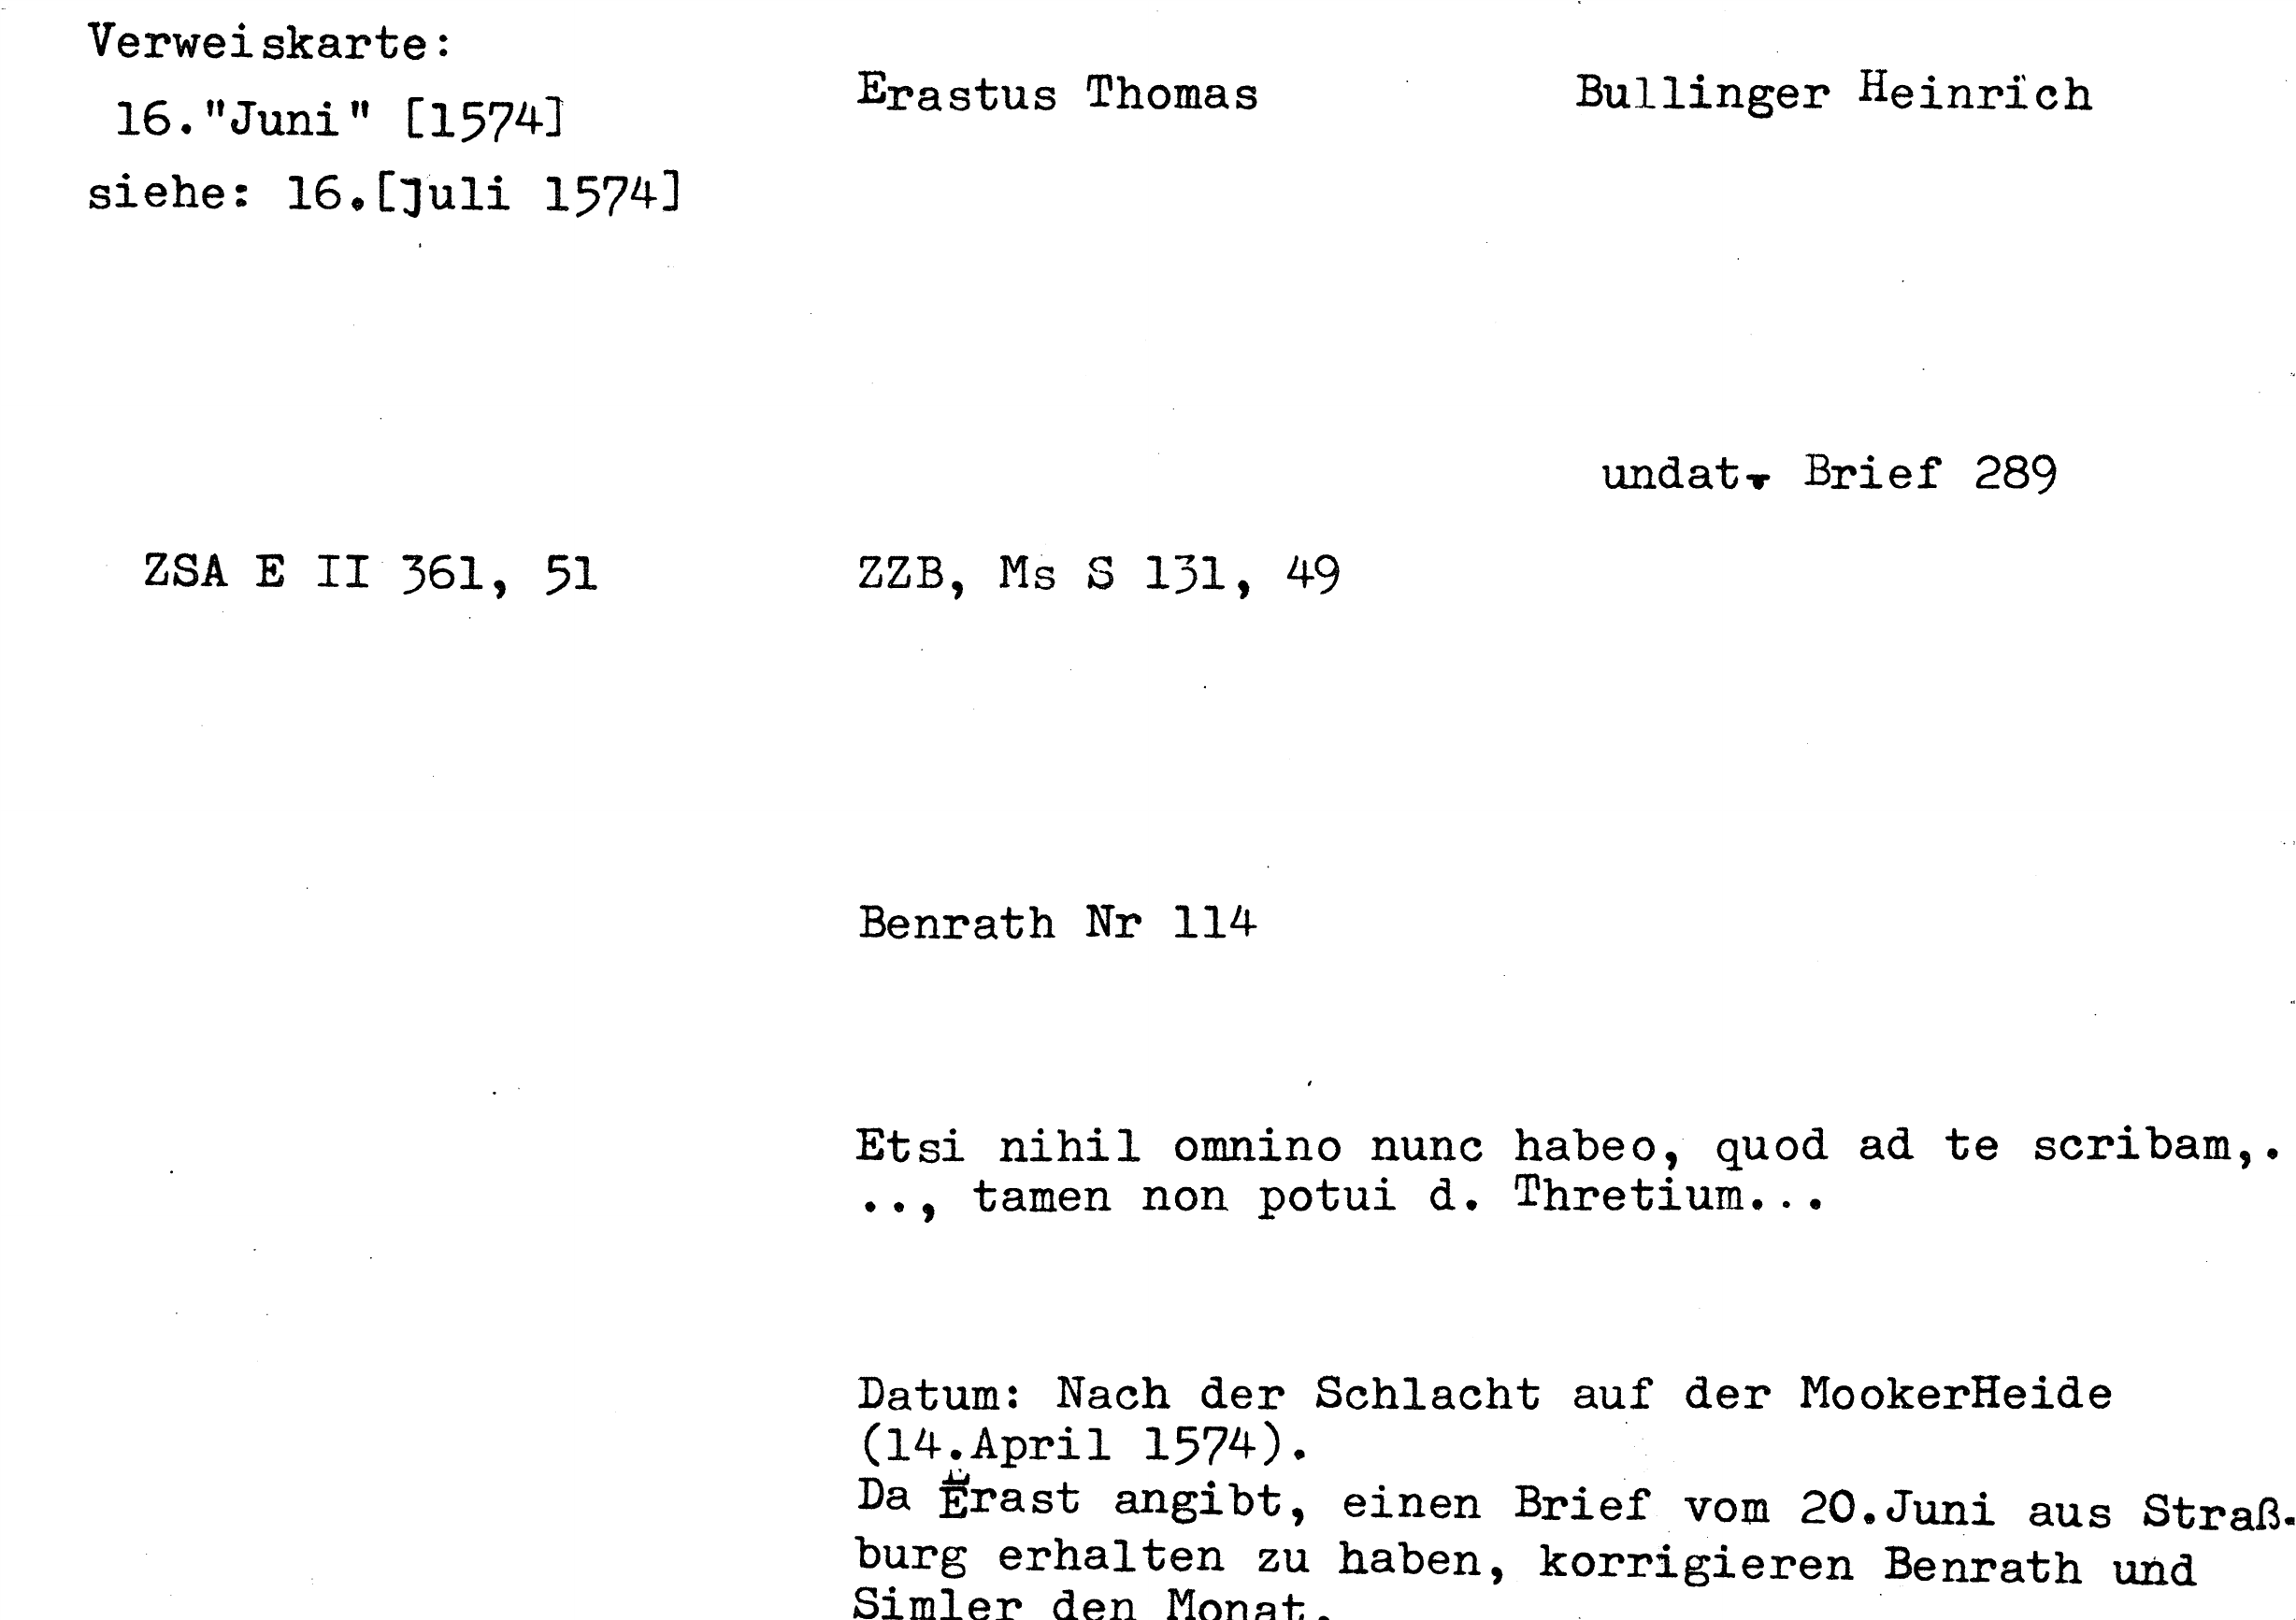 Verweiskarte:
16."Juni" [1574]
siehe: 16.[Juli 1574]
Erastus Thomas
Bullinger Heinrich
undat. Brief 289
ZSA E II 361, 51
ZZB, Ms S 131, 49
Benrath Nr 114
Etsi nihil omnino nunc habeo, quod ad te scribam,.
.., tamen non potui d. Thretium...
Datum: Nach der Schlacht auf der MookerHeide
(14.April 1574).
Da Erast angibt, einen Brief vom 20.Juni aus Straß-
burg erhalten zu haben, korrigieren Benrath und
Simler den Monat.